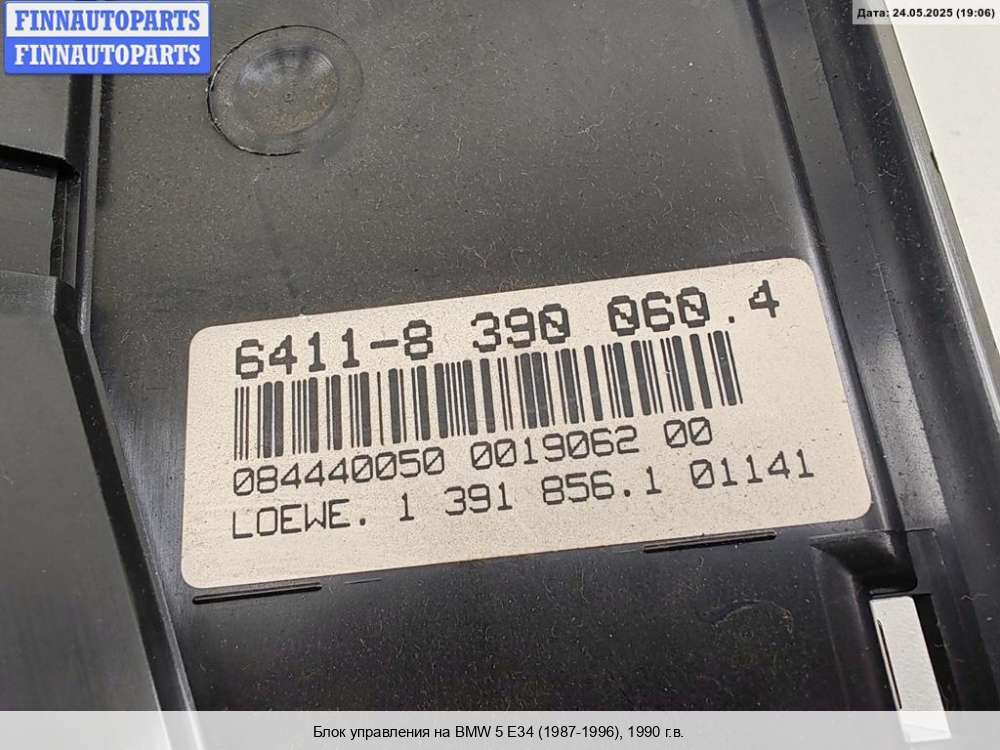 FINNAUTOPARTS
FINNAUTOPARTS
Дата: 24.05.2025 (19:06)
6411-8 390 060.4
084440050 0019062 00
LOEWE. 1 391 856.1 01141
Блок управления на BMW 5 E34 (1987-1996), 1990 г.в.